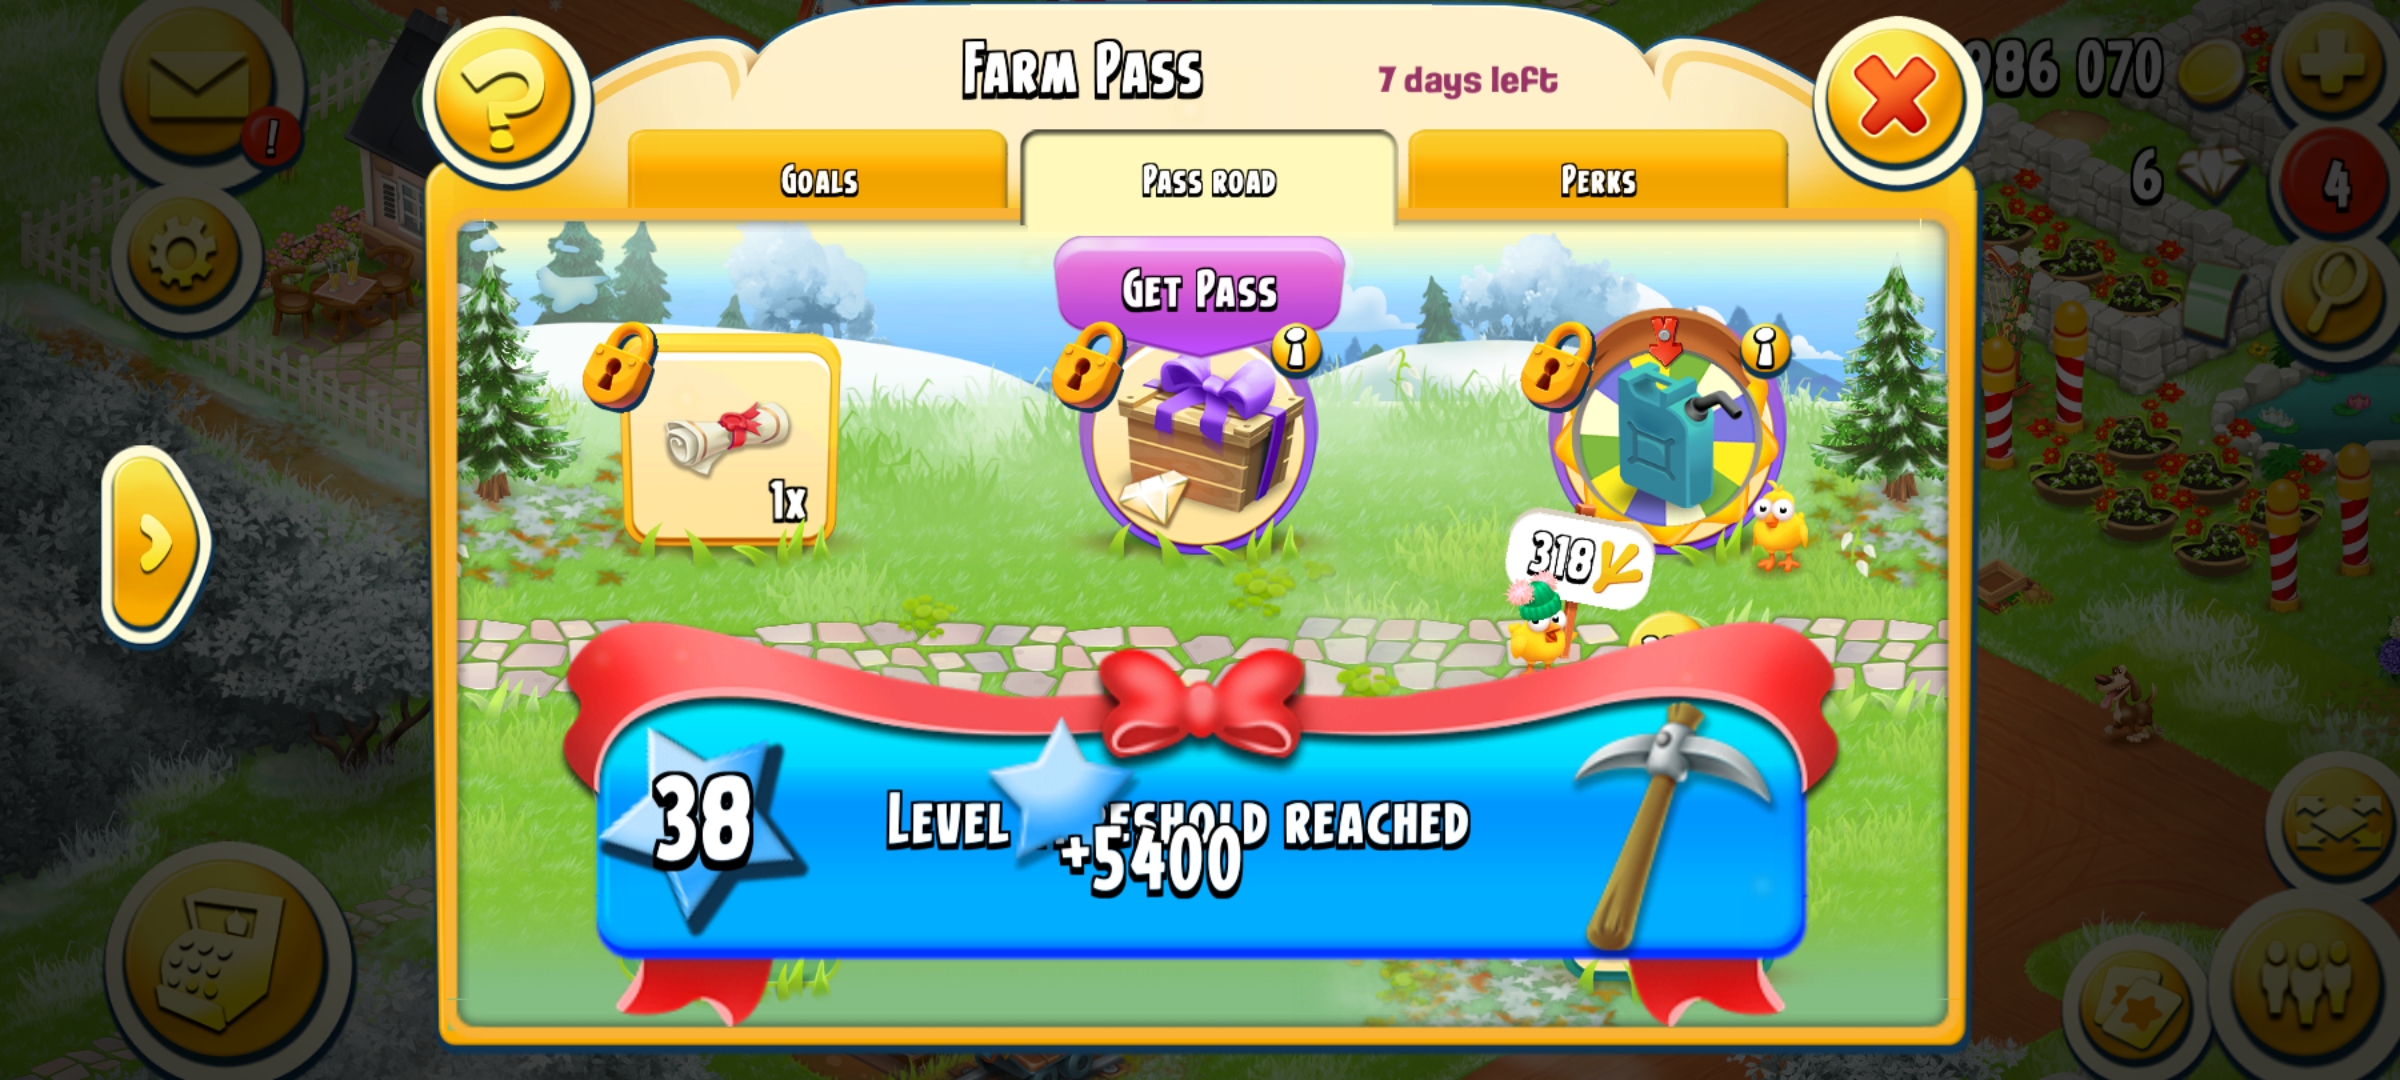 FARM PASS
7 days left
986 070
GOALS
PASS ROAD
PERKS
6
4
GET PASS
1x
318
38
LEVEL REACHED
+5400